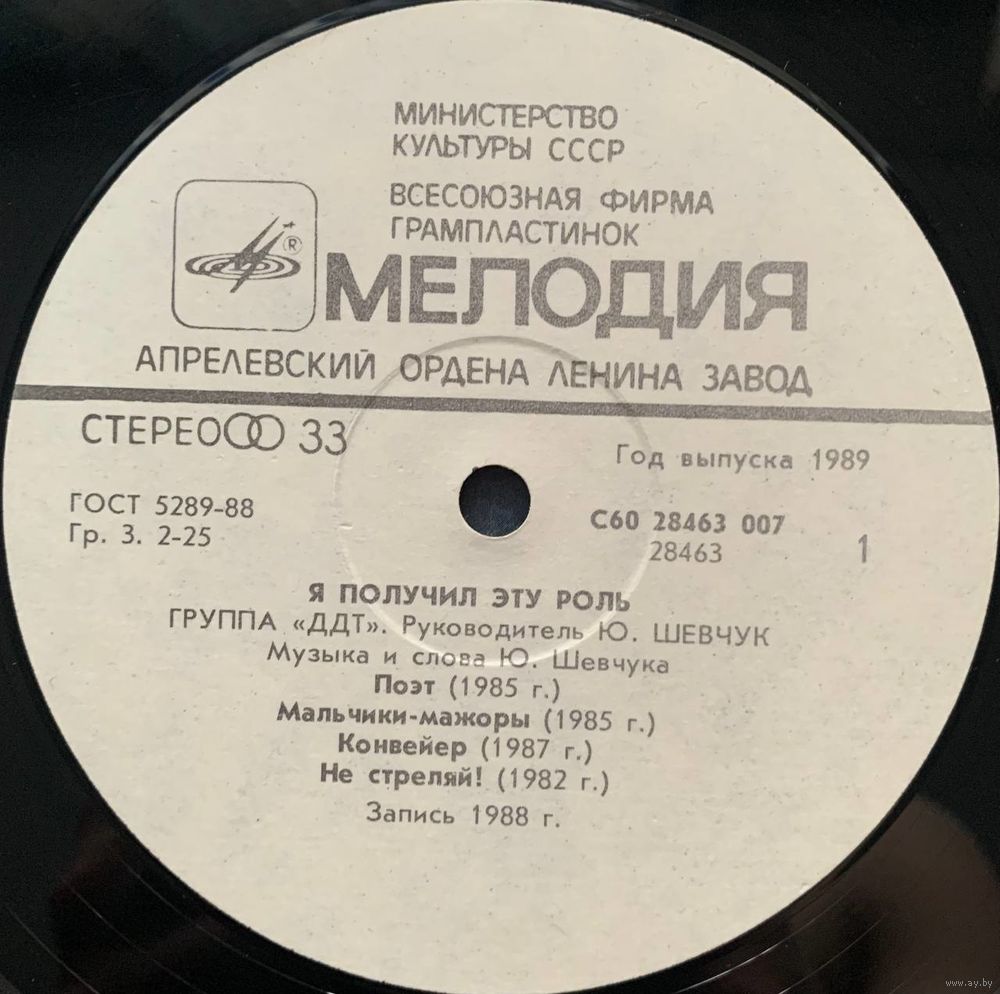 МИНИСТЕРСТВО
КУЛЬТУРЫ СССР
ВСЕСОЮЗНАЯ ФИРМА
ГРАМПЛАСТИНОК
®
МЕЛОДИЯ
АПРЕЛЕВСКИЙ ОРДЕНА ЛЕНИНА ЗАВОД
СТЕРЕО 33
Год выпуска 1989
ГОСТ 5289-88
Гр. 3. 2-25
С60 28463 007
28463
1
Я ПОЛУЧИЛ ЭТУ РОЛЬ
ГРУППА «ДДТ». Руководитель Ю. ШЕВЧУК
Музыка и слова Ю. Шевчука
Поэт (1985 г.)
Мальчики-мажоры (1985 г.)
Конвейер (1987 г.)
Не стреляй! (1982 г.)
Запись 1988 г.
www.ay.by